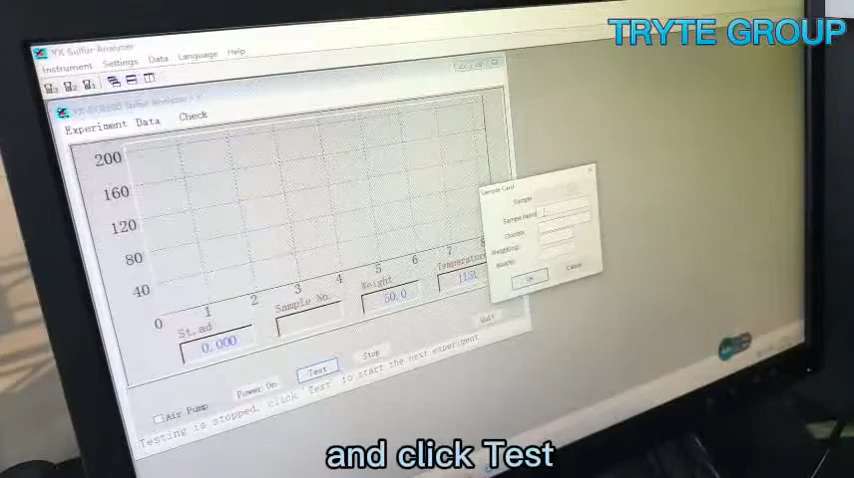 TRYTE GROUP
YX Sulfur Analyzer
Instrument Settings Data Language Help
Experiment Data Check
200
160
120
80
40
0 1 2 3 4 5 6 7 8
St.ad Sample No. Weight Temperature
0.000 50.0
Sample Card
Sample
Sample Name
OK Cancel
Air Pump Power On Test Stop Quit
Testing is stopped, click 'Test' to start the next experiment
and click Test